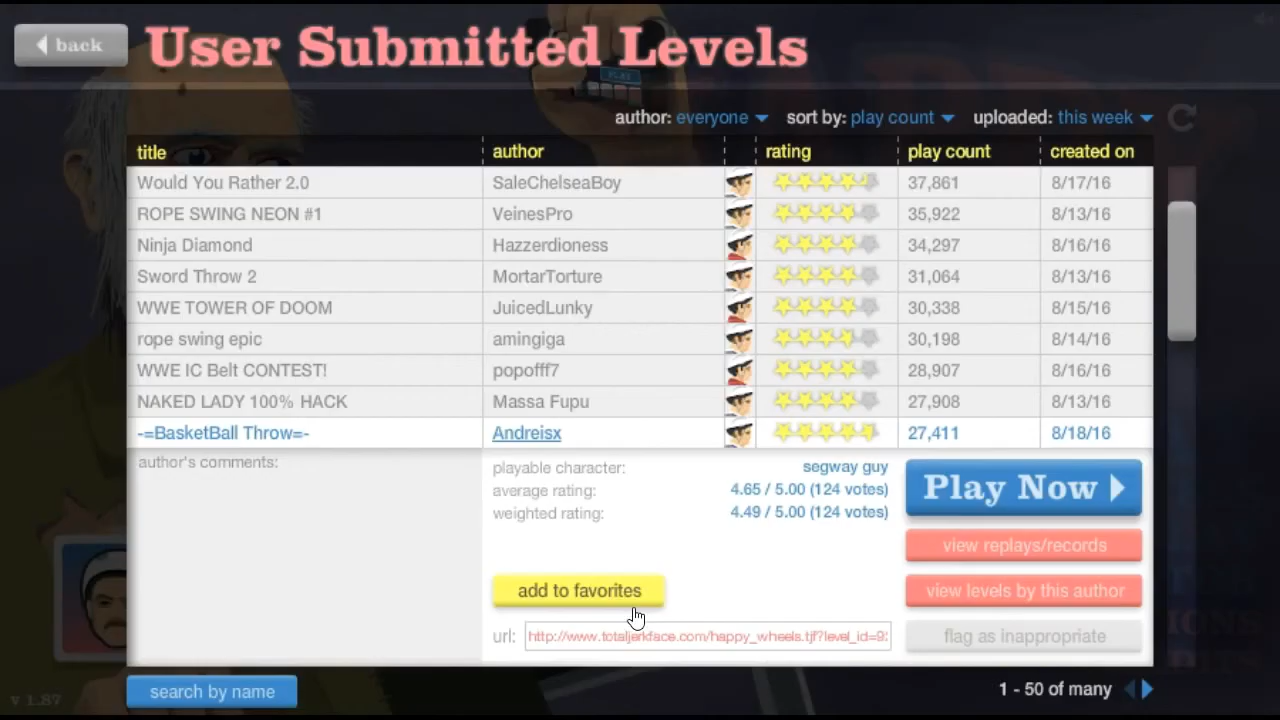 back
User Submitted Levels
author: everyone sort by: play count uploaded: this week
title author rating play count created on
Would You Rather 2.0 SaleChelseaBoy 37,861 8/17/16
ROPE SWING NEON #1 VeinesPro 35,922 8/13/16
Ninja Diamond Hazzerdioness 34,297 8/16/16
Sword Throw 2 MortarTorture 31,064 8/13/16
WWE TOWER OF DOOM JuicedLunky 30,338 8/15/16
rope swing epic amingiga 30,198 8/14/16
WWE IC Belt CONTEST! popofff7 28,907 8/16/16
NAKED LADY 100% HACK Massa Fupu 27,908 8/13/16
-=BasketBall Throw=- Andreisx 27,411 8/18/16
author's comments:
playable character: segway guy
average rating: 4.65 / 5.00 (124 votes)
weighted rating: 4.49 / 5.00 (124 votes)
Play Now
view replays/records
add to favorites
view levels by this author
url: http://www.totaljerkface.com/happy_wheels.tjf?level_id=9
flag as inappropriate
search by name
1 - 50 of many
v 1.87